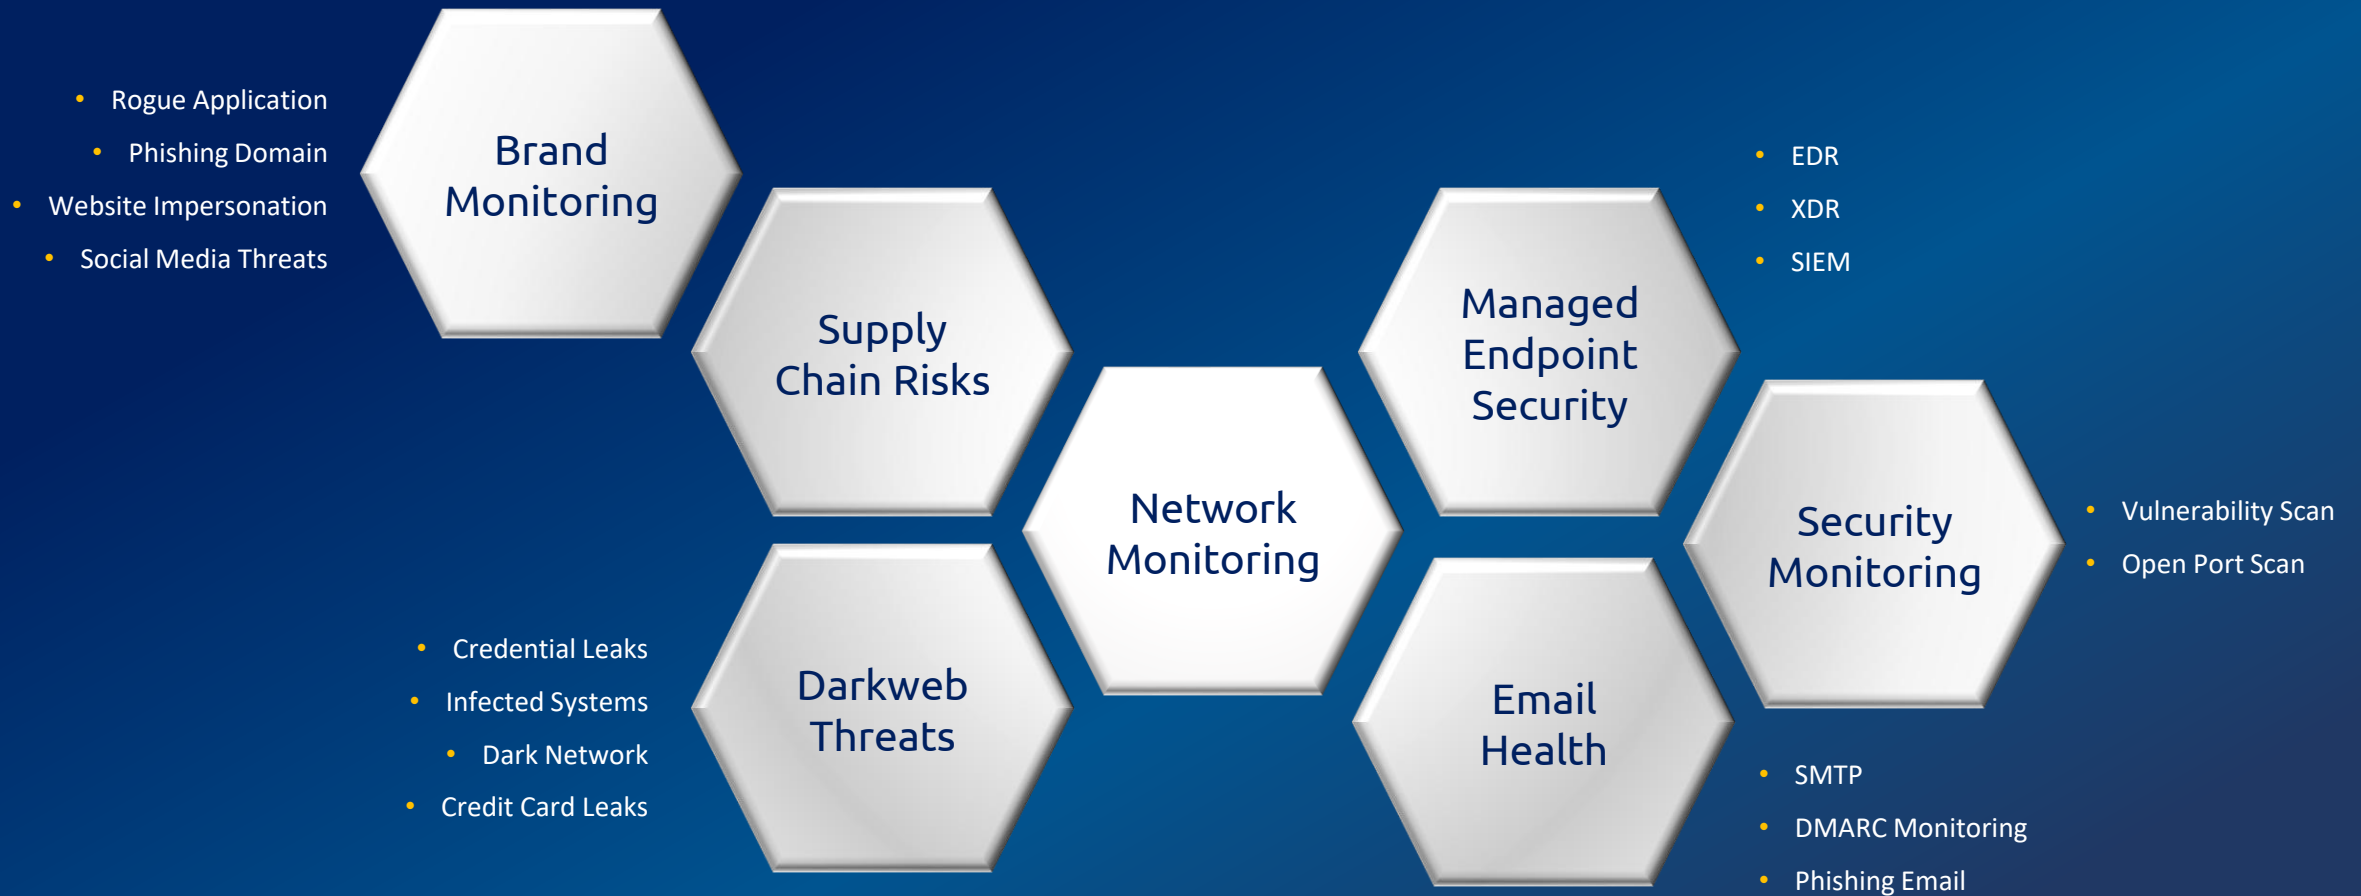 Rogue Application
Phishing Domain
Website Impersonation
Social Media Threats
Brand
Monitoring
Supply
Chain Risks
Credential Leaks
Infected Systems
Dark Network
Credit Card Leaks
Darkweb
Threats
Network
Monitoring
Managed
Endpoint
Security
EDR
XDR
SIEM
Security
Monitoring
Vulnerability Scan
Open Port Scan
Email
Health
SMTP
DMARC Monitoring
Phishing Email